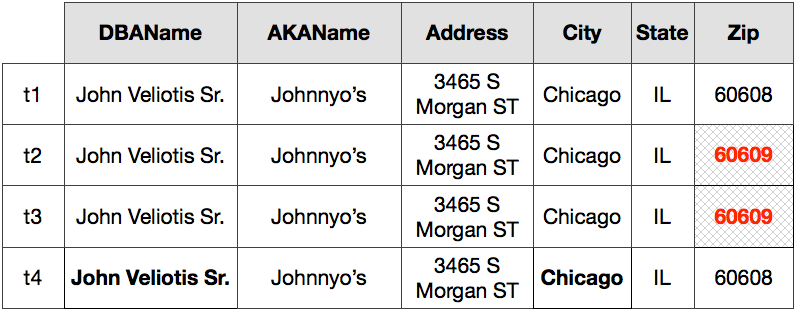 DBAName AKAName Address City State Zip
t1 John Veliotis Sr. Johnnyo’s 3465 S Morgan ST Chicago IL 60608
t2 John Veliotis Sr. Johnnyo’s 3465 S Morgan ST Chicago IL 60609
t3 John Veliotis Sr. Johnnyo’s 3465 S Morgan ST Chicago IL 60609
t4 John Veliotis Sr. Johnnyo’s 3465 S Morgan ST Chicago IL 60608